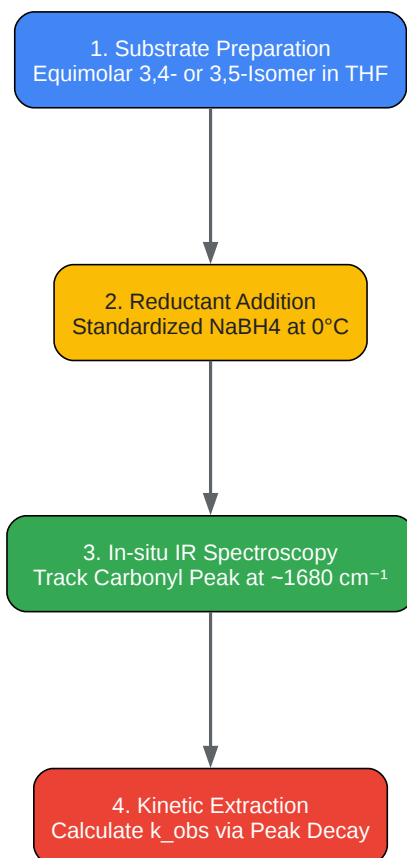 1. Substrate Preparation
Equimolar 3,4- or 3,5-Isomer in THF
2. Reductant Addition
Standardized NaBH4 at 0°C
3. In-situ IR Spectroscopy
Track Carbonyl Peak at ~1680 cm⁻¹
4. Kinetic Extraction
Calculate k_obs via Peak Decay